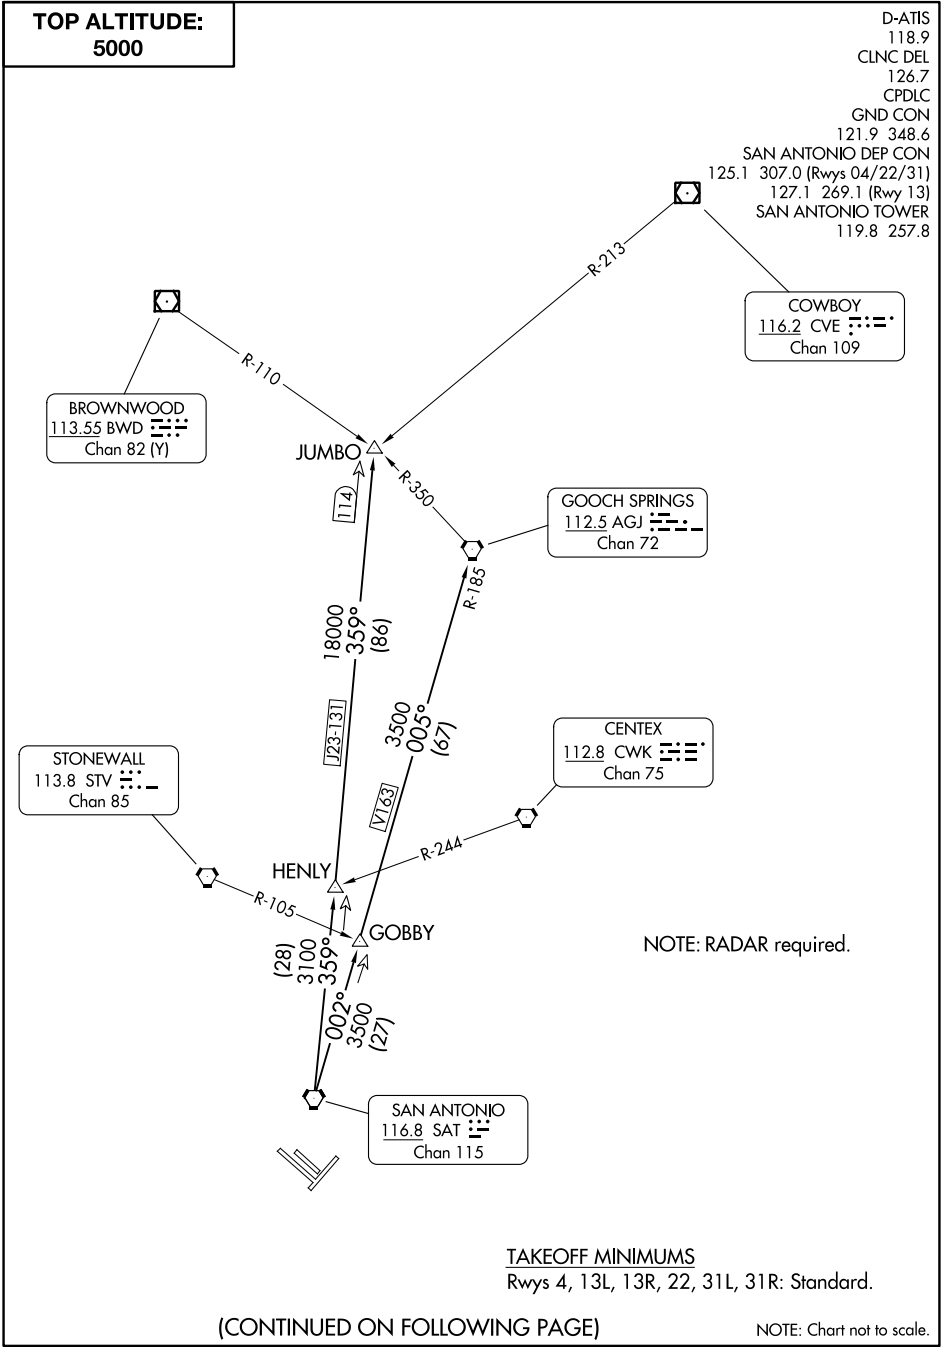 TOP ALTITUDE:
5000
D-ATIS
118.9
CLNC DEL
126.7
CPDLC
GND CON
121.9 348.6
SAN ANTONIO DEP CON
125.1 307.0 (Rwys 04/22/31)
127.1 269.1 (Rwy 13)
SAN ANTONIO TOWER
119.8 257.8
R-213
COWBOY
116.2 CVE
Chan 109
R-110
BROWNWOOD
113.55 BWD
Chan 82 (Y)
JUMBO
R-350
114
GOOCH SPRINGS
112.5 AGJ
Chan 72
R-185
18000
359°
(86)
J23-131
3500
005°
(67)
V163
CENTEX
112.8 CWK
Chan 75
STONEWALL
113.8 STV
Chan 85
R-244
HENLY
R-105
GOBBY
(28)
3100
359°
002°
3500
(27)
NOTE: RADAR required.
SAN ANTONIO
116.8 SAT
Chan 115
TAKEOFF MINIMUMS
Rwys 4, 13L, 13R, 22, 31L, 31R: Standard.
(CONTINUED ON FOLLOWING PAGE)
NOTE: Chart not to scale.